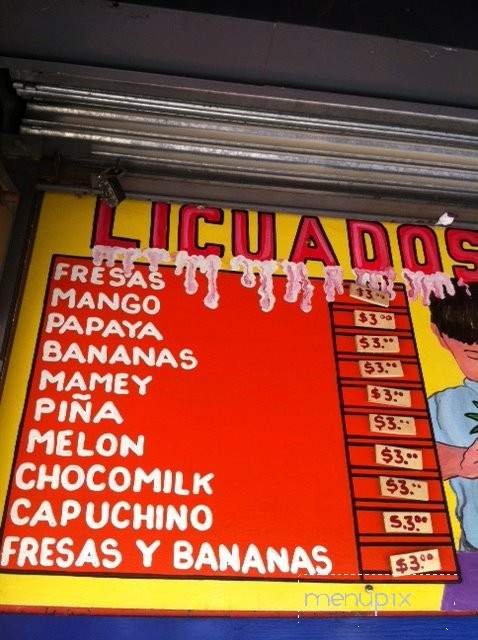 LICUADOS
FRESAS $3.00
MANGO $3.00
PAPAYA $3.00
BANANAS $3.00
MAMEY $3.00
PIÑA $3.00
MELON $3.00
CHOCOMILK $3.00
CAPUCHINO $3.00
FRESAS Y BANANAS $3.00
menupix